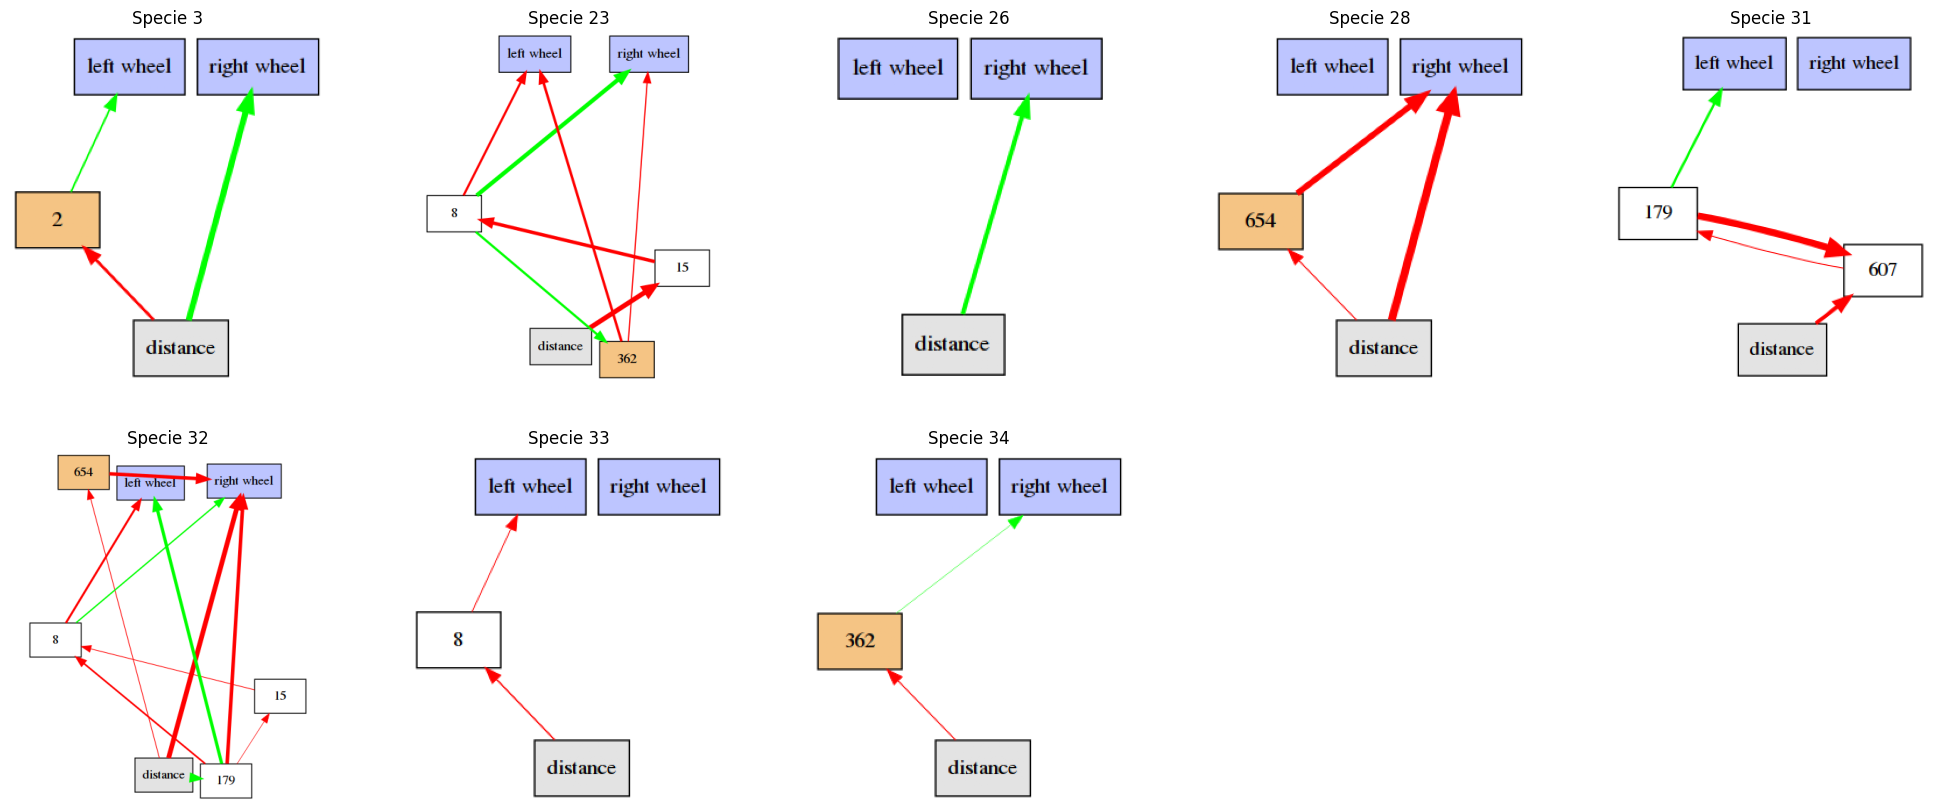 Specie 3
left wheel
right wheel
2
distance
Specie 23
left wheel
right wheel
8
15
distance
362
Specie 26
left wheel
right wheel
distance
Specie 28
left wheel
right wheel
654
distance
Specie 31
left wheel
right wheel
179
607
distance
Specie 32
654
left wheel
right wheel
8
15
distance
179
Specie 33
left wheel
right wheel
8
distance
Specie 34
left wheel
right wheel
362
distance